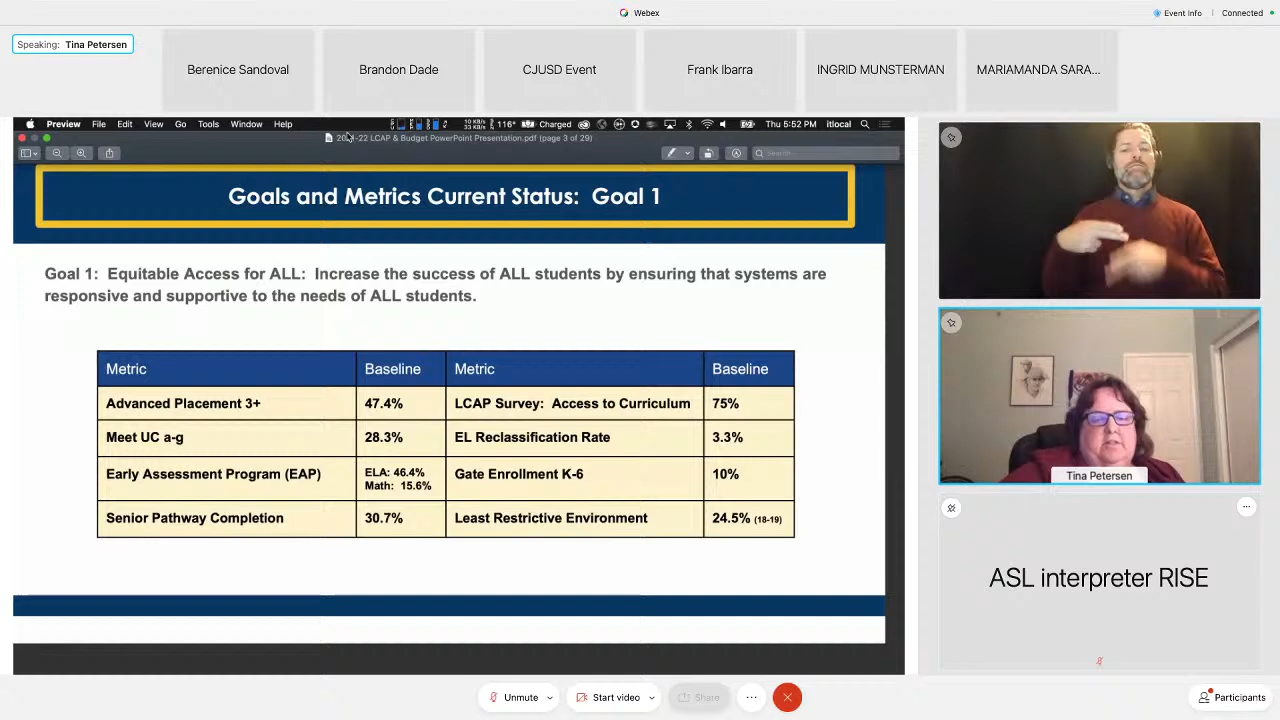 Webex
Event Info
Connected
Speaking: Tina Petersen
Berenice Sandoval
Brandon Dade
CJUSD Event
Frank Ibarra
INGRID MUNSTERMAN
MARIAMANDA SARA...
Preview File Edit View Go Tools Window Help
116° Charged Thu 5:52 PM itlocal
LCAP & Budget PowerPoint Presentation.pdf (page 3 of 29)
Search
Goals and Metrics Current Status: Goal 1
Goal 1: Equitable Access for ALL: Increase the success of ALL students by ensuring that systems are
responsive and supportive to the needs of ALL students.
Metric Baseline Metric Baseline
Advanced Placement 3+ 47.4% LCAP Survey: Access to Curriculum 75%
Meet UC a-g 28.3% EL Reclassification Rate 3.3%
Early Assessment Program (EAP) ELA: 46.4% Gate Enrollment K-6 10%
Math: 15.6%
Senior Pathway Completion 30.7% Least Restrictive Environment 24.5% (18-19)
Tina Petersen
ASL interpreter RISE
Unmute
Start video
Share
Participants